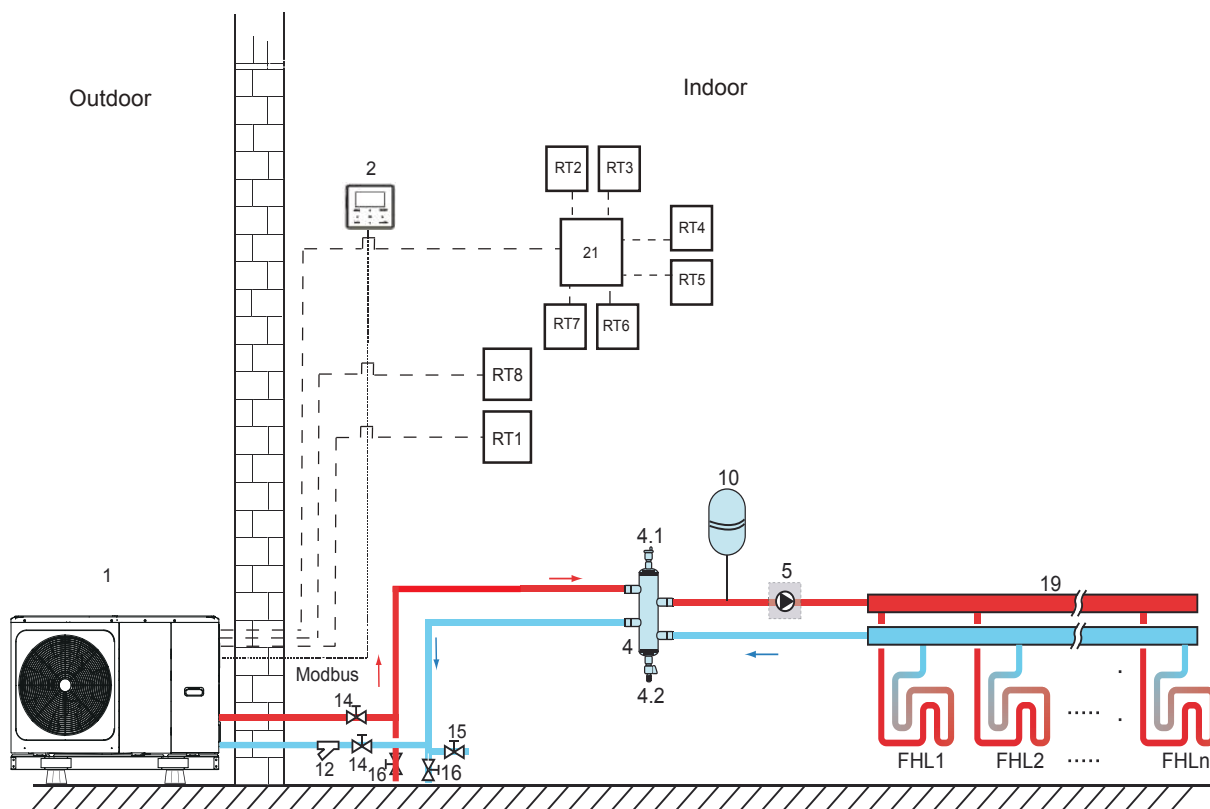 Outdoor
Indoor
2
RT2
RT3
RT4
21
RT5
RT7
RT6
RT8
RT1
10
4.1
1
5
19
4
Modbus
4.2
14
15
12
14
16
16
FHL1
FHL2
.....
.....
.
.
FHLn